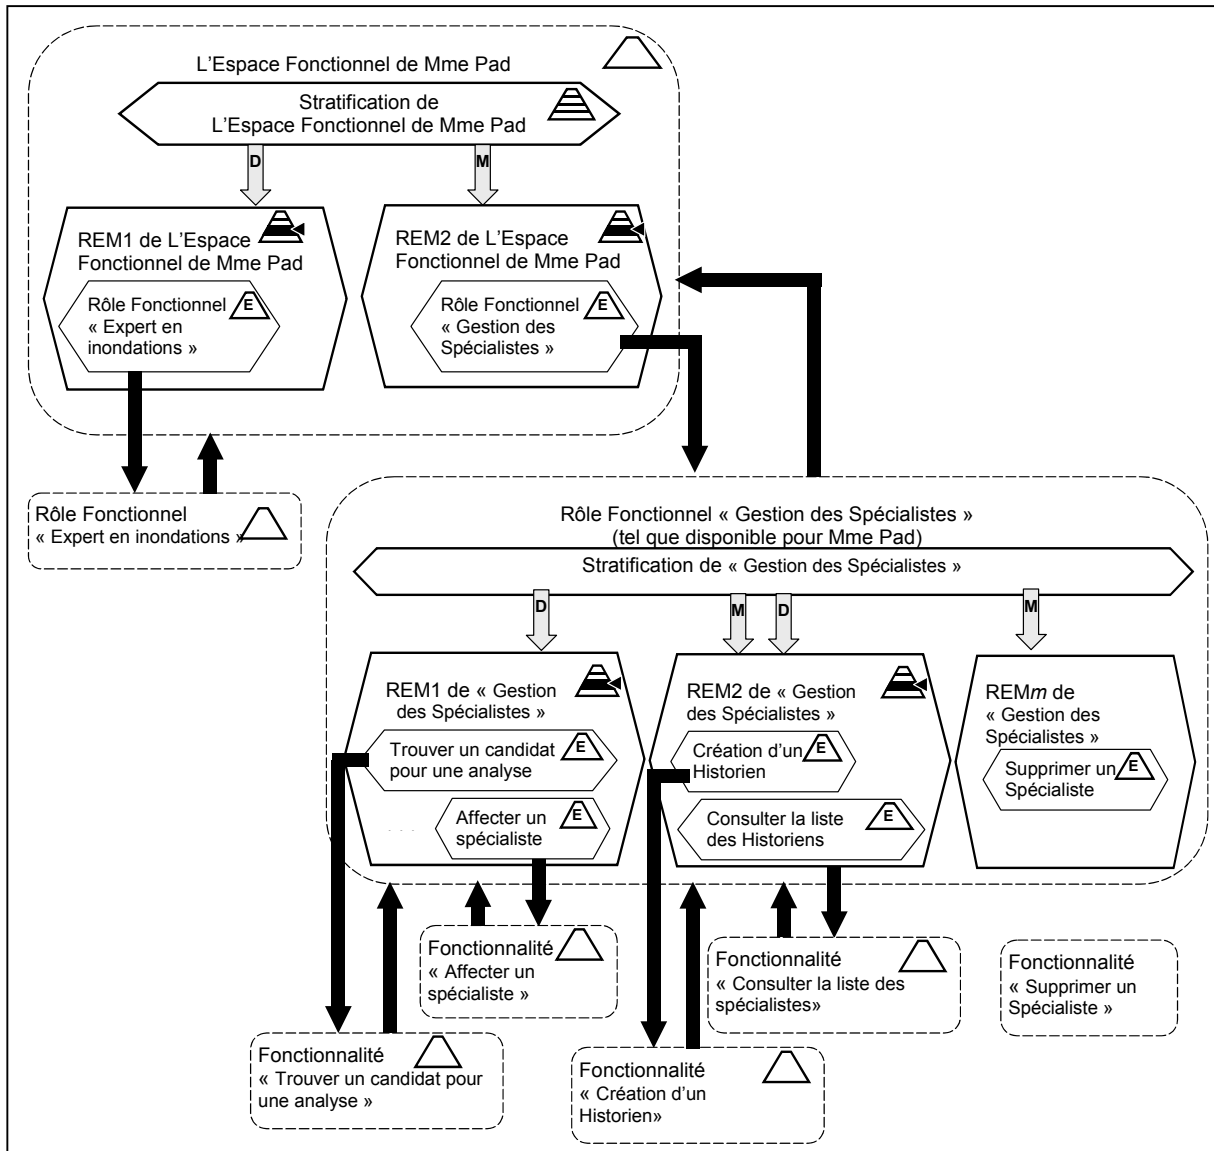 L'Espace Fonctionnel de Mme Pad
Stratification de
L'Espace Fonctionnel de Mme Pad
D
M
REM1 de L'Espace
Fonctionnel de Mme Pad
Rôle Fonctionnel
E
« Expert en
inondations »
REM2 de L'Espace
Fonctionnel de Mme Pad
Rôle Fonctionnel
E
« Gestion des
Spécialistes »
Rôle Fonctionnel
« Expert en inondations »
Rôle Fonctionnel « Gestion des Spécialistes »
(tel que disponible pour Mme Pad)
Stratification de « Gestion des Spécialistes »
D
M
D
M
REM1 de « Gestion
des Spécialistes »
Trouver un candidat
E
pour une analyse
Affecter un
E
spécialiste
REM2 de « Gestion
des Spécialistes »
Création d'un
E
Historien
Consulter la liste
E
des Historiens
REMm de
« Gestion des
Spécialistes »
Supprimer un
E
Spécialiste
Fonctionnalité
« Affecter un
spécialiste »
Fonctionnalité
« Consulter la liste des
spécialistes»
Fonctionnalité
« Supprimer un
Spécialiste »
Fonctionnalité
« Trouver un candidat pour
une analyse »
Fonctionnalité
« Création d'un
Historien»